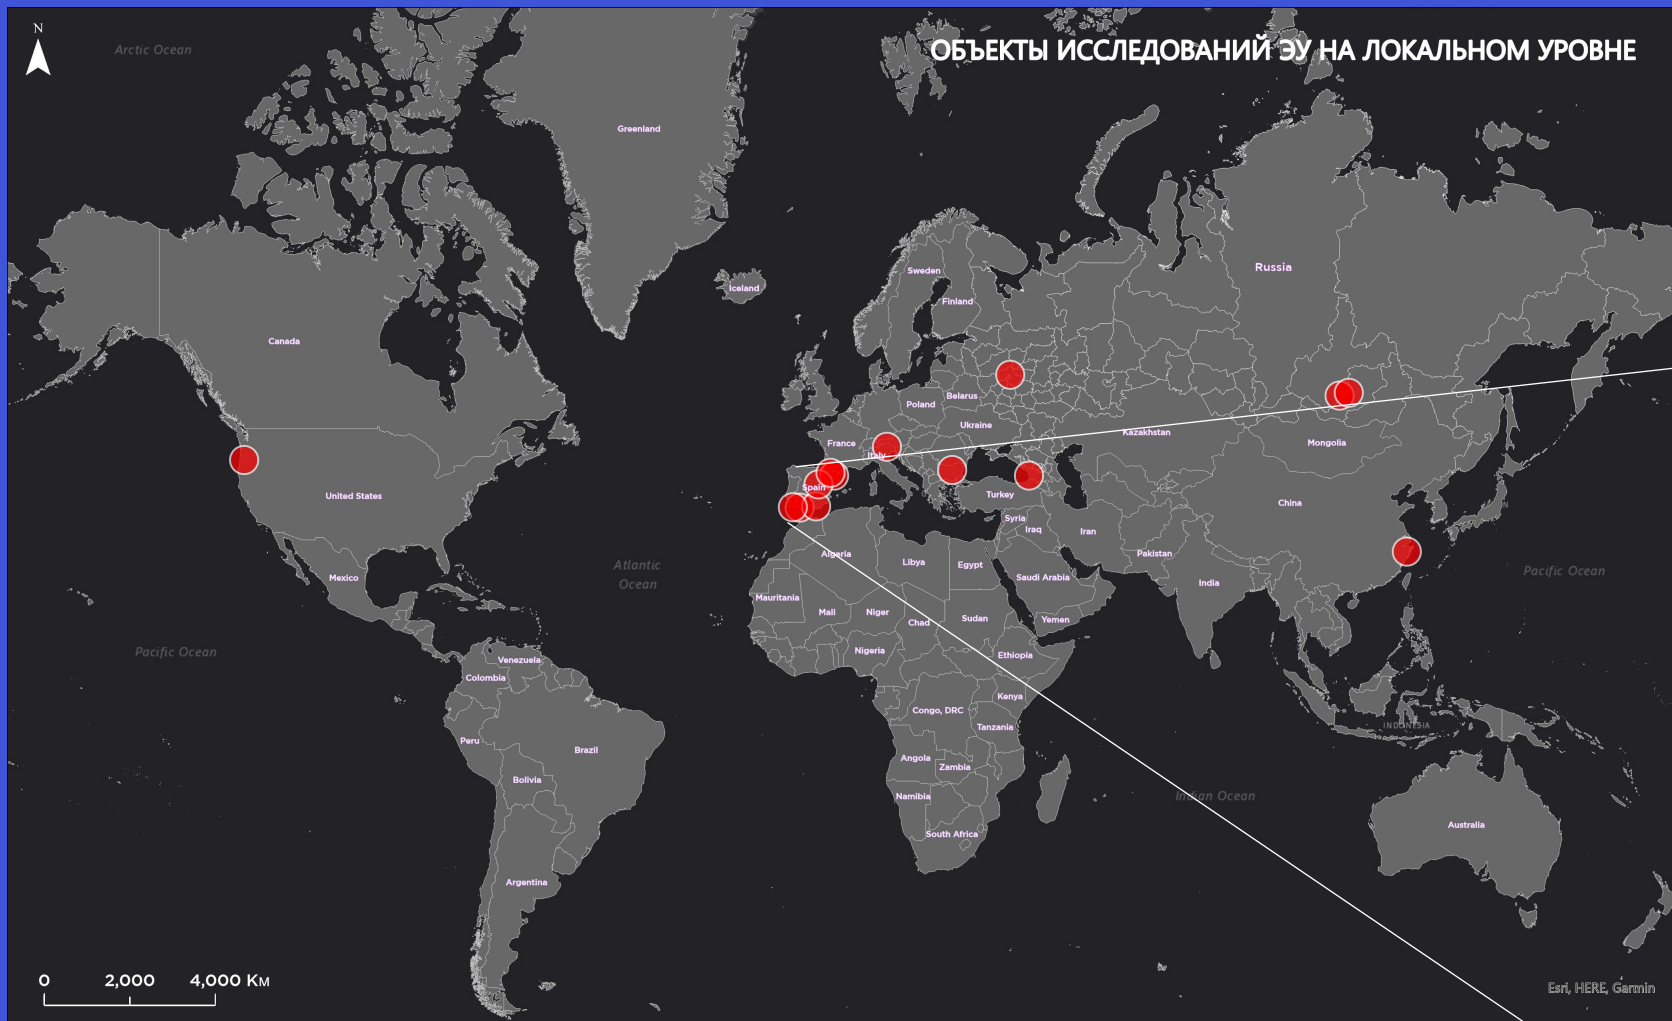 N
Arctic Ocean
ОБЪЕКТЫ ИССЛЕДОВАНИЙ ЭУ НА ЛОКАЛЬНОМ УРОВНЕ
Greenland
Russia
Sweden
Iceland
Finland
Canada
Belarus
Poland
Ukraine
Kazakhstan
France
Mongolia
Italy
Spain
United States
Turkey
China
Syria
Iraq
Iran
Algeria
Pakistan
Libya
Egypt
Atlantic
Ocean
Pacific Ocean
Mexico
Saudi Arabia
India
Mauritania
Mali
Niger
Chad
Sudan
Yemen
Pacific Ocean
Nigeria
Ethiopia
Venezuela
Colombia
Kenya
Congo, DRC
Tanzania
INDONESIA
Peru
Brazil
Angola
Zambia
Bolivia
Namibia
Indian Ocean
Australia
South Africa
Argentina
0 2,000 4,000 Km
Esri, HERE, Garmin